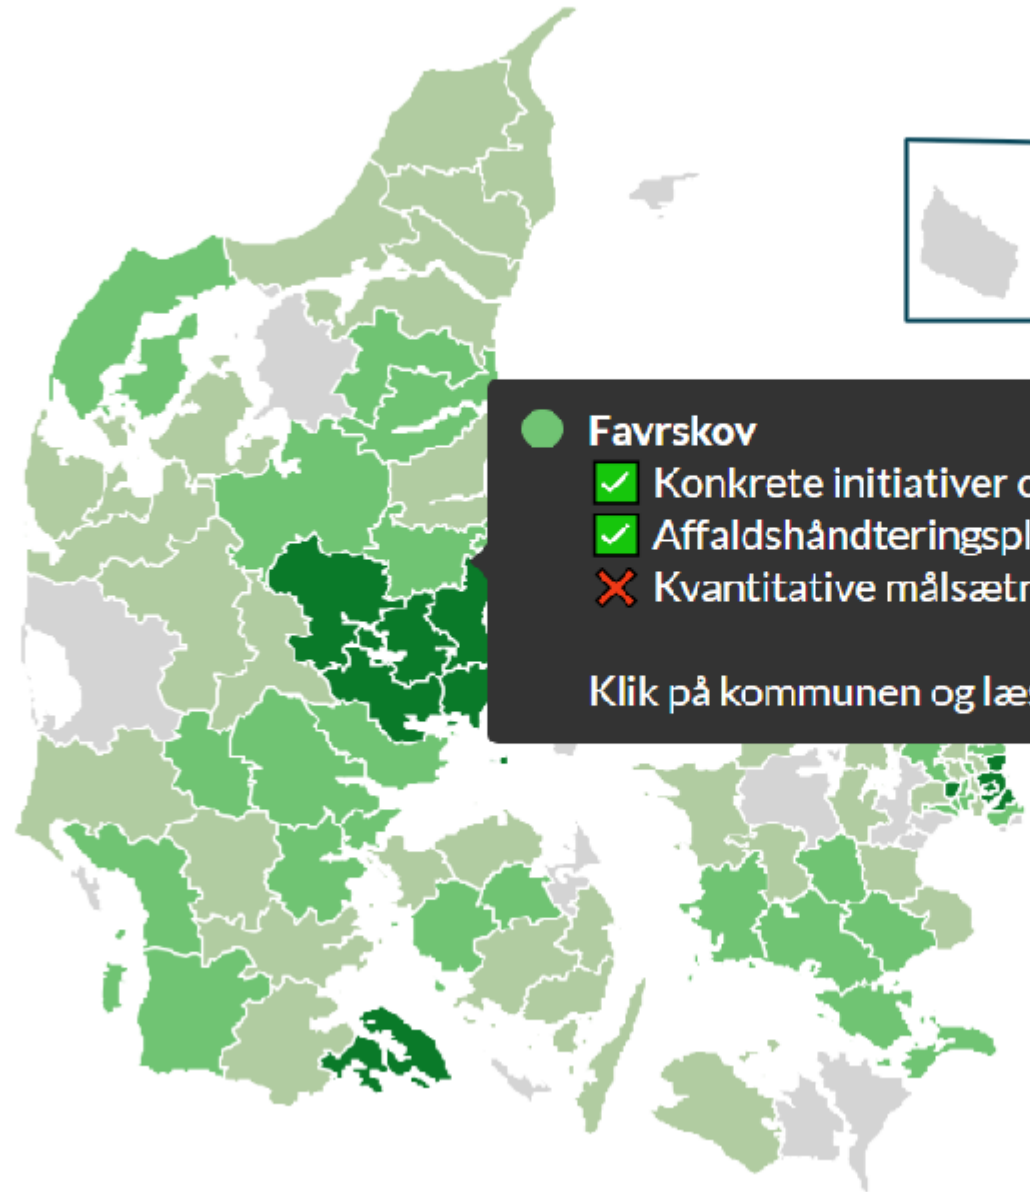 Favrskov
Konkrete initiativer
Affaldshåndteringspl
Kvantitative målsætn
Klik på kommunen og læs